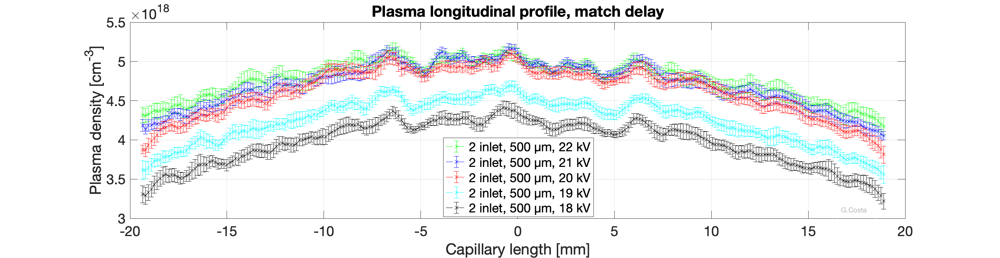 Plasma longitudinal profile, match delay
×10^18
5.5
5
4.5
4
3.5
3
Plasma density [cm^-3]
2 inlet, 500 µm, 22 kV
2 inlet, 500 µm, 21 kV
2 inlet, 500 µm, 20 kV
2 inlet, 500 µm, 19 kV
2 inlet, 500 µm, 18 kV
G.Costa
-20 -15 -10 -5 0 5 10 15 20
Capillary length [mm]